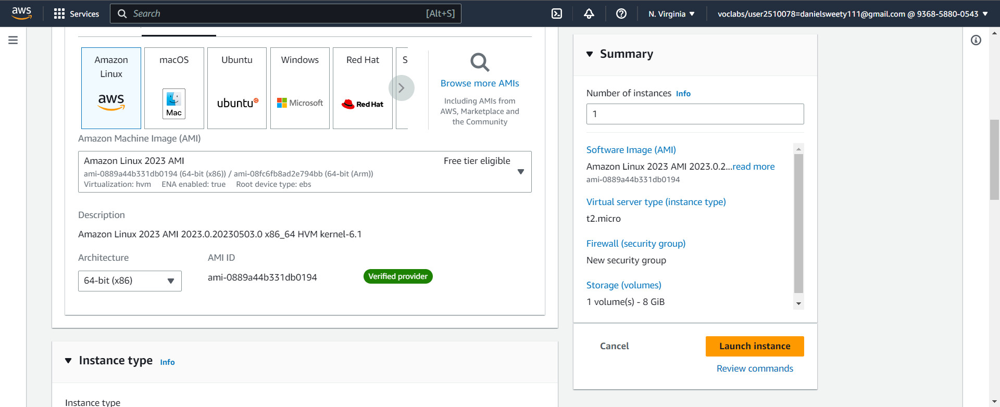 aws
Services
Search
[Alt+S]
N. Virginia
voclabs/user2510078=danielsweety111@gmail.com @ 9368-5880-0543
Amazon
Linux
aws
macOS
Mac
Ubuntu
ubuntu
Windows
Microsoft
Red Hat
Red Hat
S
Browse more AMIs
Including AMIs from
AWS, Marketplace and
the Community
Amazon Machine Image (AMI)
Amazon Linux 2023 AMI
Free tier eligible
ami-0889a44b331db0194 (64-bit (x86)) / ami-08fc6fb8ad2e794bb (64-bit (Arm))
Virtualization: hvm ENA enabled: true Root device type: ebs
Description
Amazon Linux 2023 AMI 2023.0.20230503.0 x86_64 HVM kernel-6.1
Architecture
64-bit (x86)
AMI ID
ami-0889a44b331db0194
Verified provider
Instance type Info
Instance type
Summary
Number of instances Info
1
Software Image (AMI)
Amazon Linux 2023 AMI 2023.0.2...read more
ami-0889a44b331db0194
Virtual server type (instance type)
t2.micro
Firewall (security group)
New security group
Storage (volumes)
1 volume(s) - 8 GiB
Cancel
Launch instance
Review commands